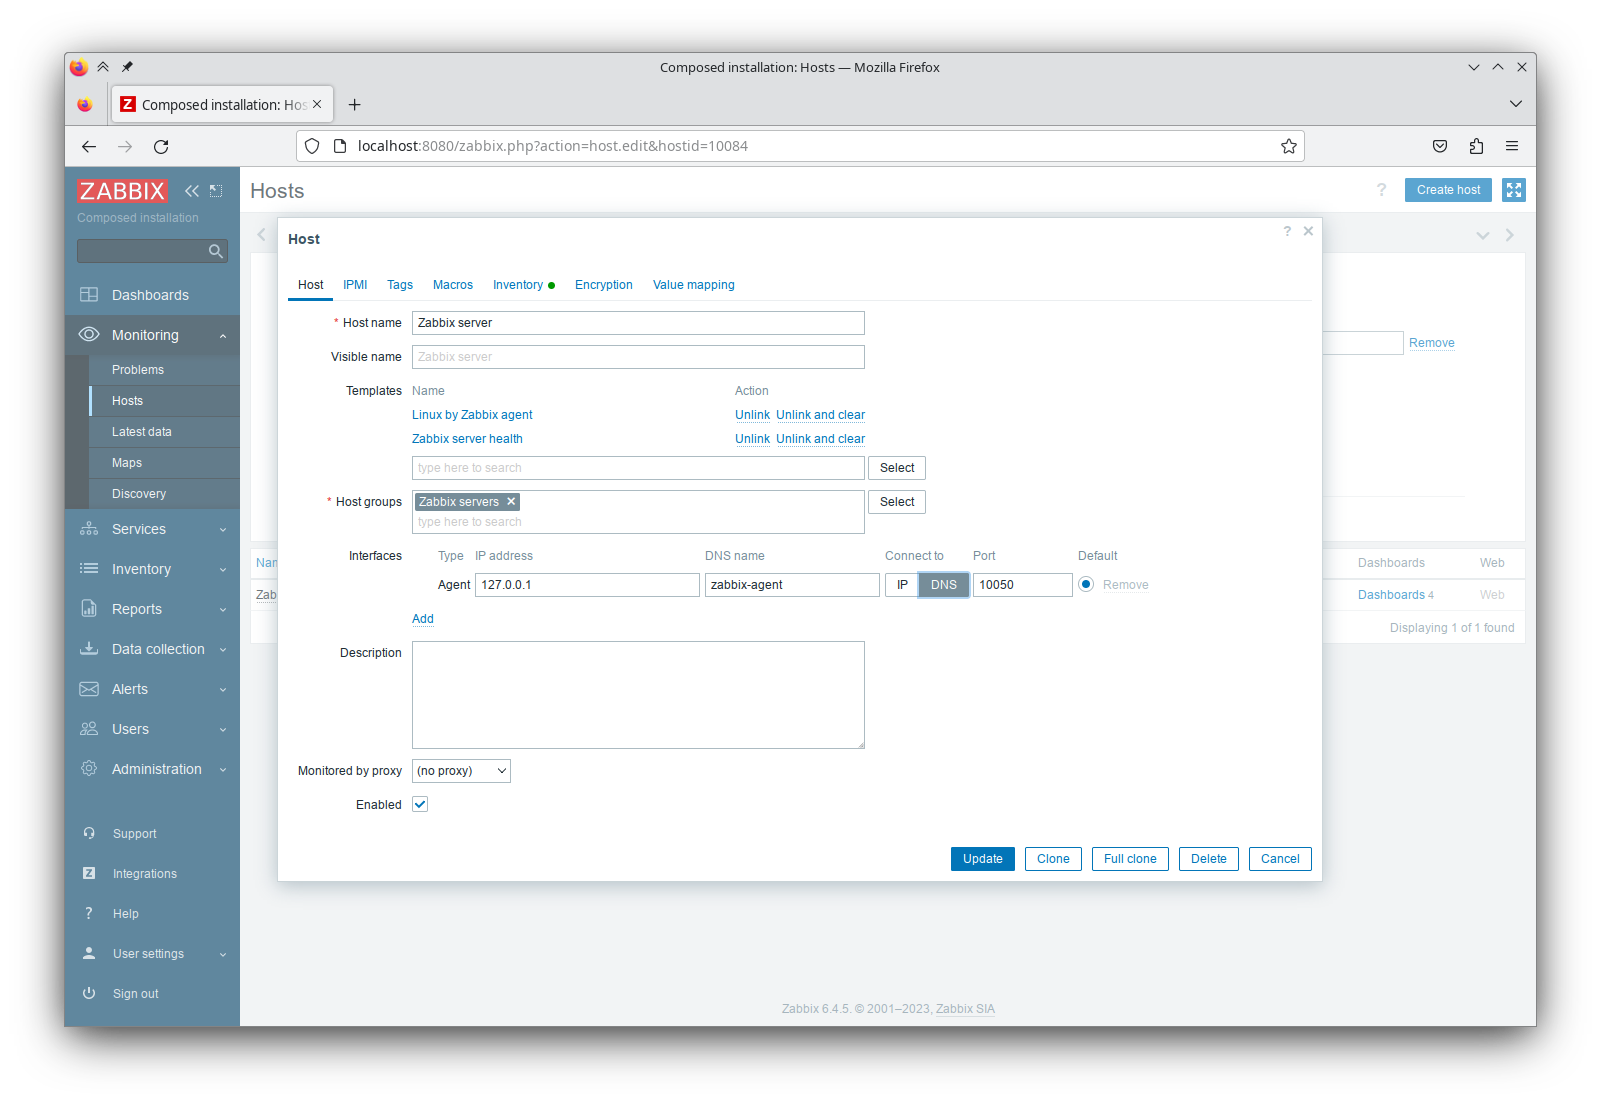 Composed installation: Hosts — Mozilla Firefox
Composed installation: Hos
localhost:8080/zabbix.php?action=host.edit&hostid=10084
ZABBIX
Composed installation
Dashboards
Monitoring
Problems
Hosts
Latest data
Maps
Discovery
Services
Inventory
Reports
Data collection
Alerts
Users
Administration
Support
Integrations
Help
User settings
Sign out
Hosts
? Create host
Host
?
Host IPMI Tags Macros Inventory Encryption Value mapping
* Host name Zabbix server
Visible name Zabbix server
Templates Name Action
Linux by Zabbix agent Unlink Unlink and clear
Zabbix server health Unlink Unlink and clear
type here to search Select
* Host groups Zabbix servers Select
type here to search
Interfaces Type IP address DNS name Connect to Port Default
Agent 127.0.0.1 zabbix-agent IP DNS 10050 Remove
Add
Description
Monitored by proxy (no proxy)
Enabled
Update Clone Full clone Delete Cancel
Remove
Nam Dashboards Web
Zab Dashboards 4 Web
Displaying 1 of 1 found
Zabbix 6.4.5. © 2001–2023, Zabbix SIA